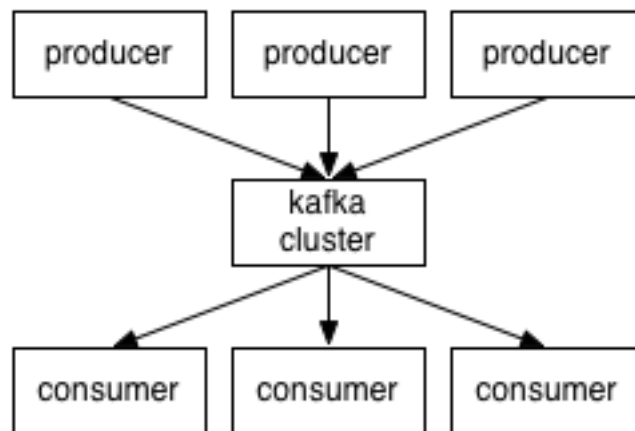 producer
producer
producer
kafka
cluster
consumer
consumer
consumer